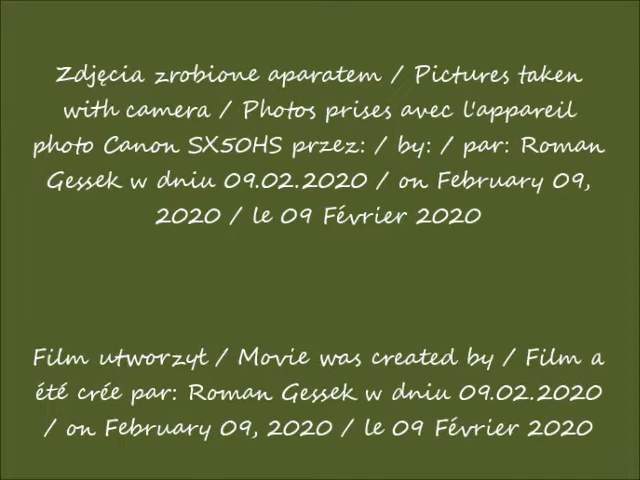 Zdjęcia zrobione aparatem / Pictures taken
with camera / Photos prises avec l'appareil
photo Canon SX50HS przez: / by: / par: Roman
Gessek w dniu 09.02.2020 / on February 09,
2020 / le 09 Février 2020
Film utworzył / Movie was created by / Film a
été crée par: Roman Gessek w dniu 09.02.2020
/ on February 09, 2020 / le 09 Février 2020